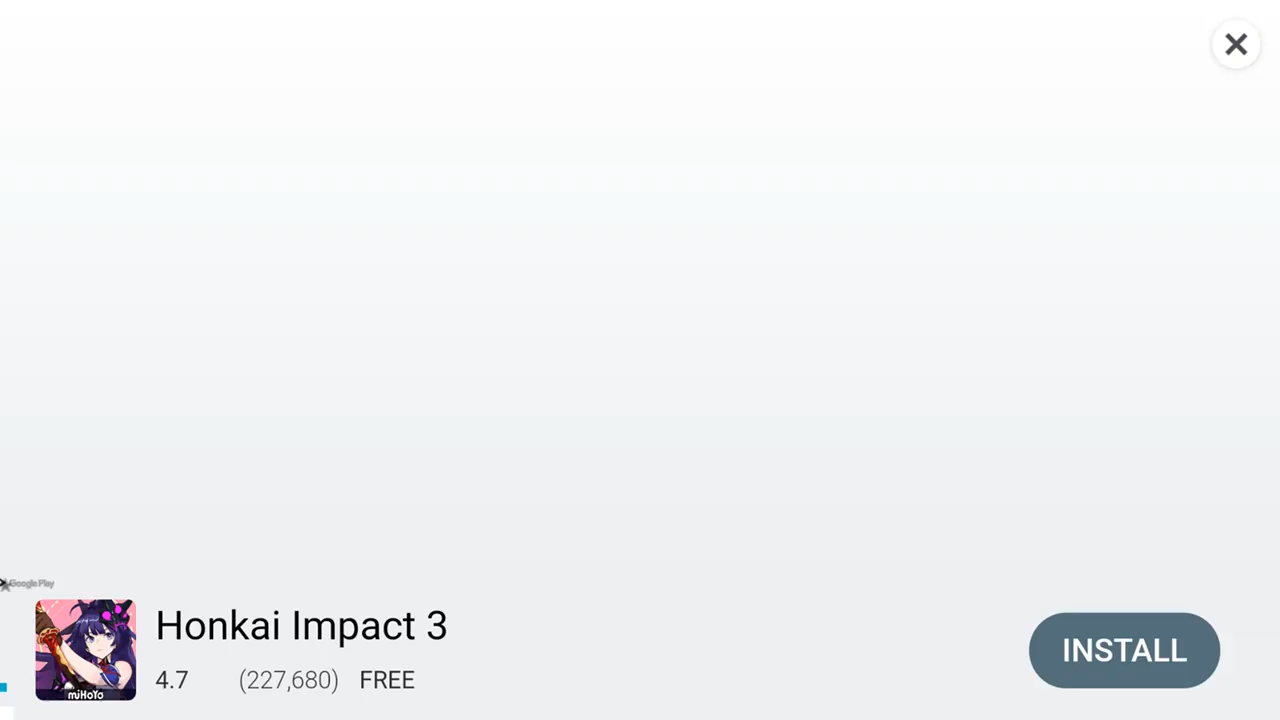 Google Play
Honkai Impact 3
miHoYo
4.7 (227,680) FREE
INSTALL